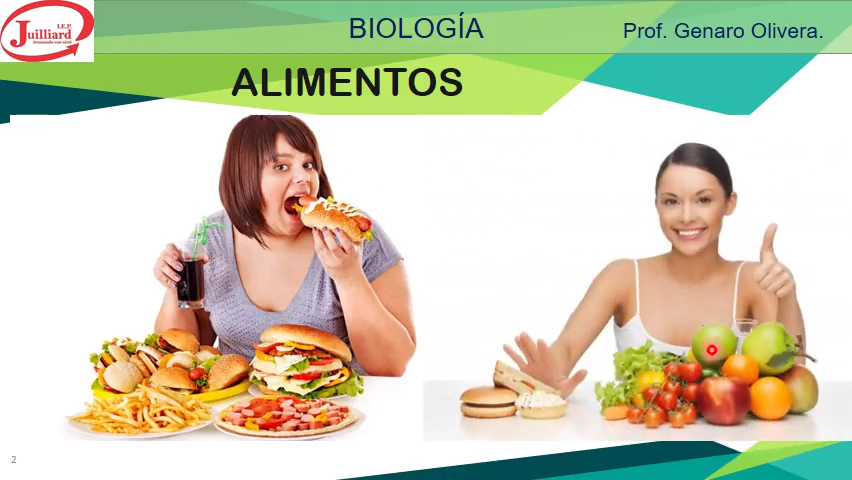 I.E.P.
Juilliard
BIOLOGÍA
Prof. Genaro Olivera.
ALIMENTOS
2